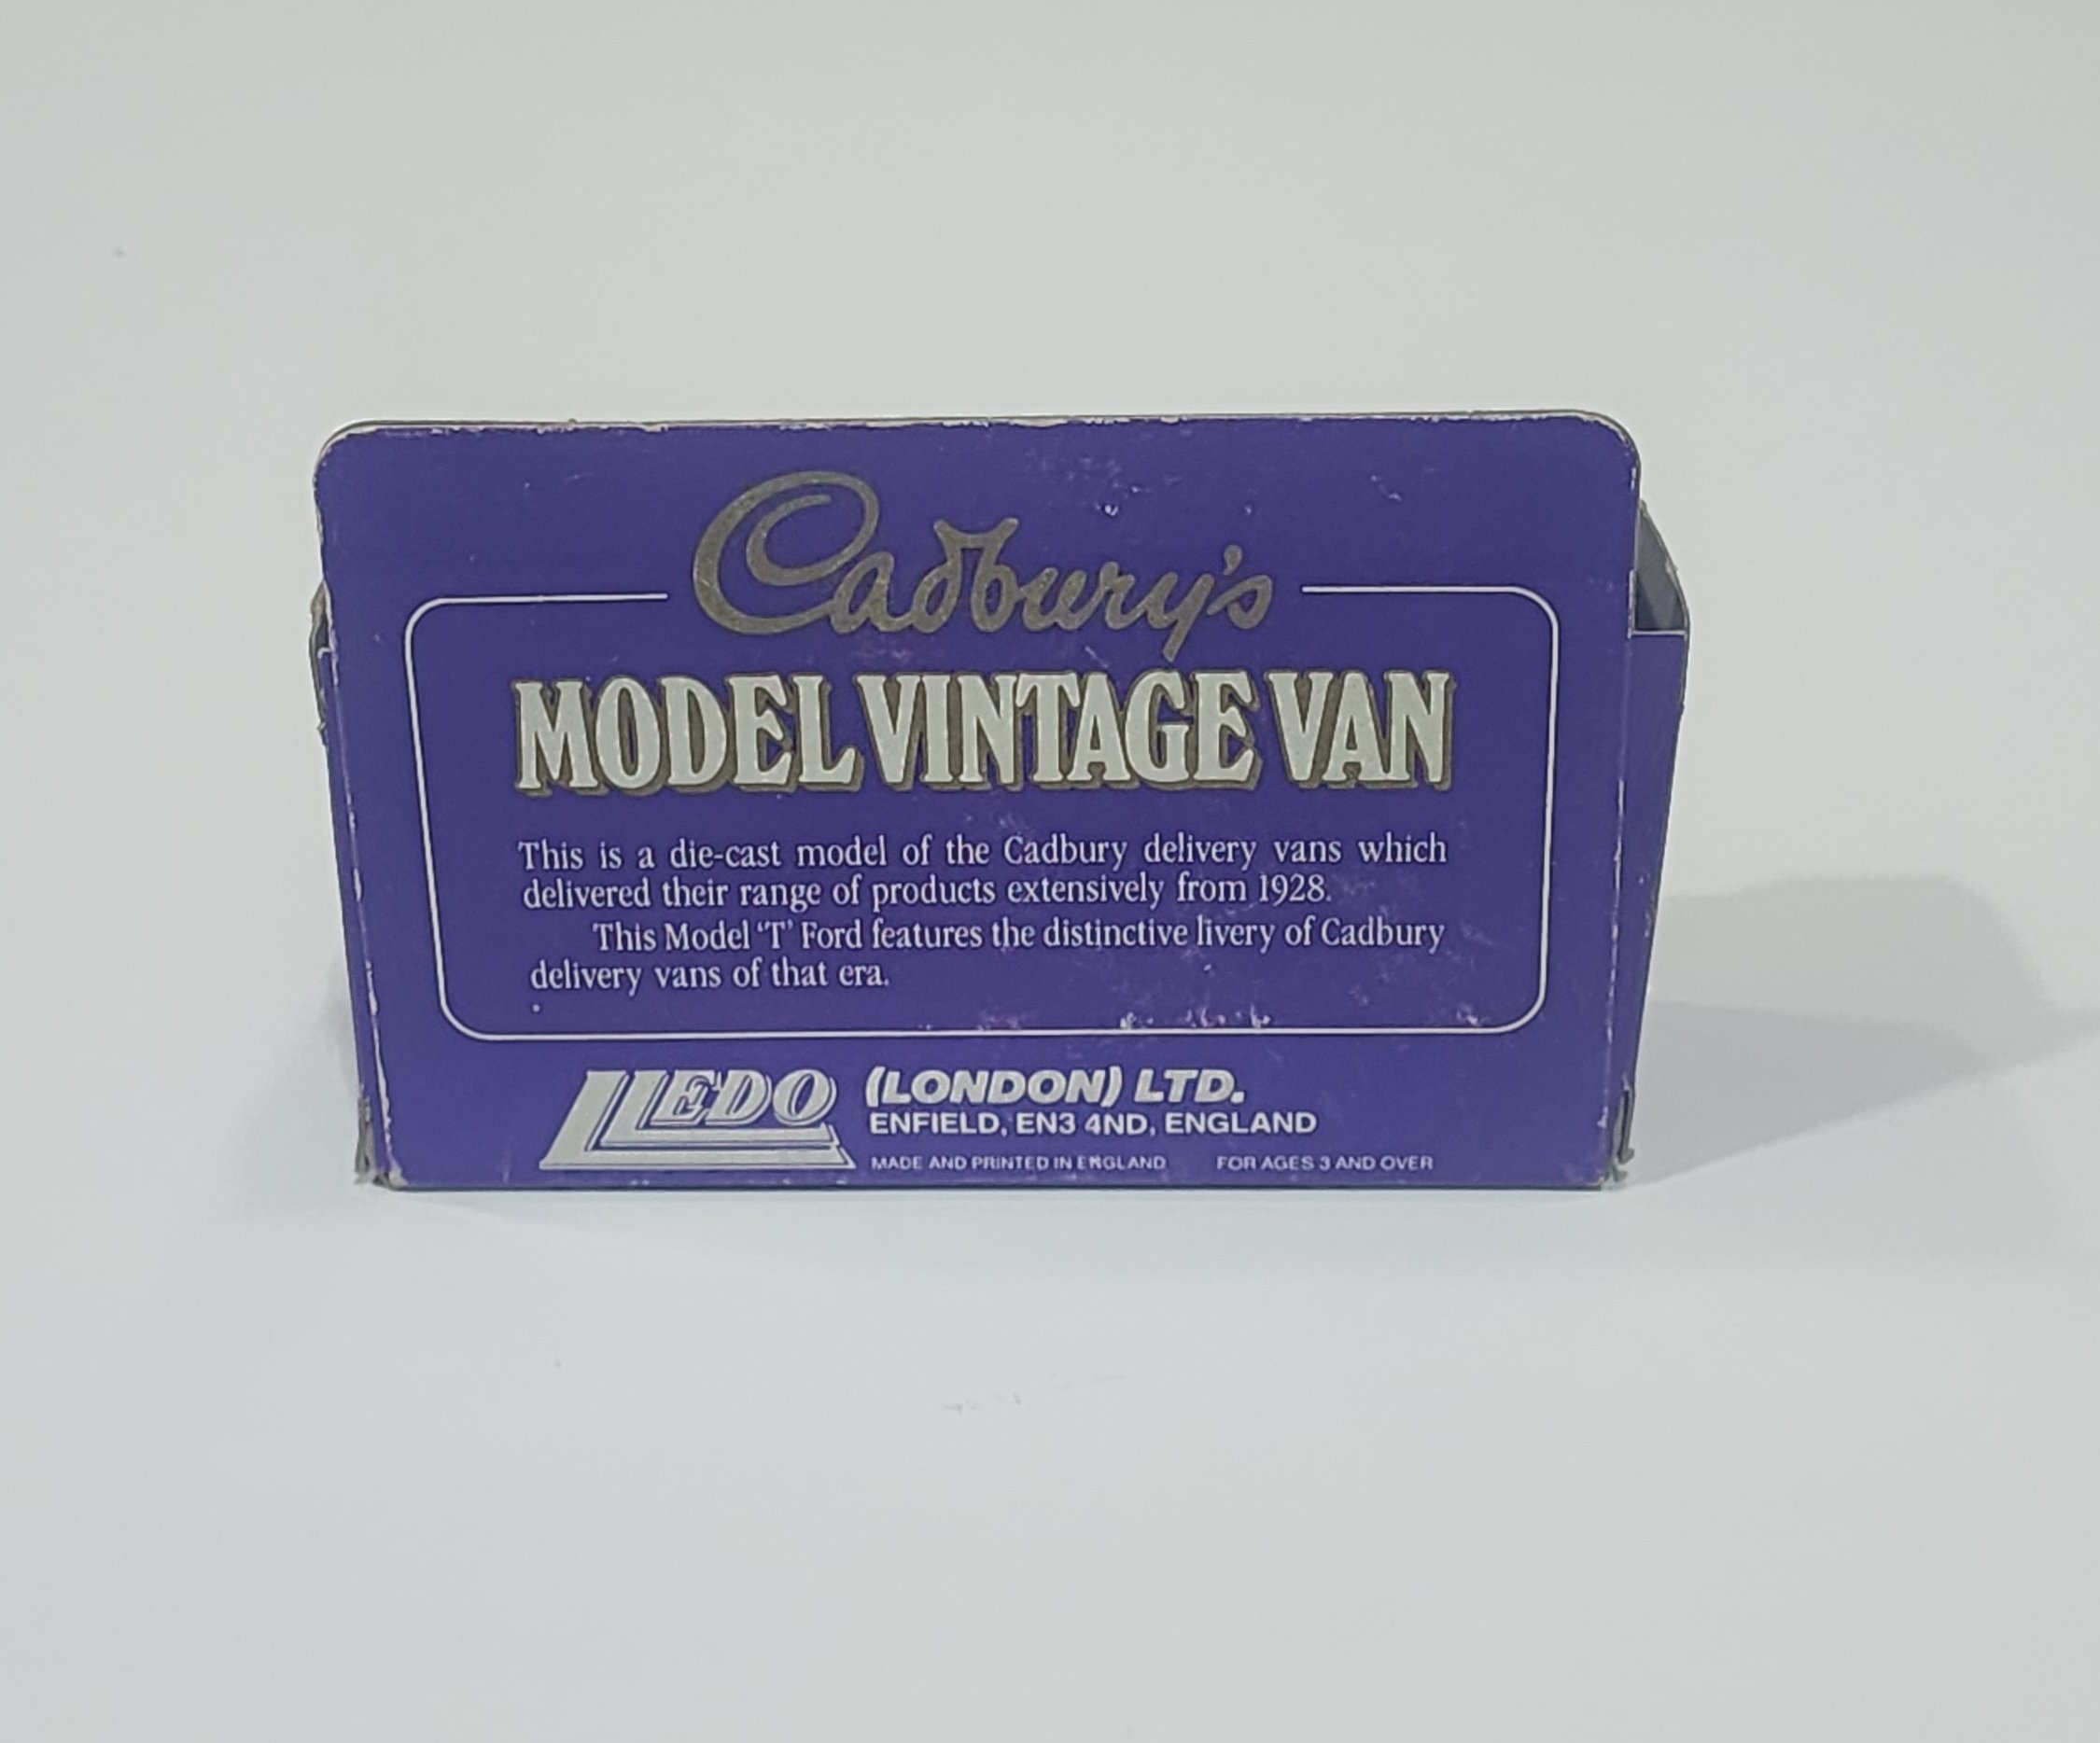 Cadbury's
MODEL VINTAGE VAN
This is a die-cast model of the Cadbury delivery vans which
delivered their range of products extensively from 1928.
This Model 'T' Ford features the distinctive livery of Cadbury
delivery vans of that era.
LLEDO (LONDON) LTD.
ENFIELD, EN3 4ND, ENGLAND
MADE AND PRINTED IN ENGLAND FOR AGES 3 AND OVER